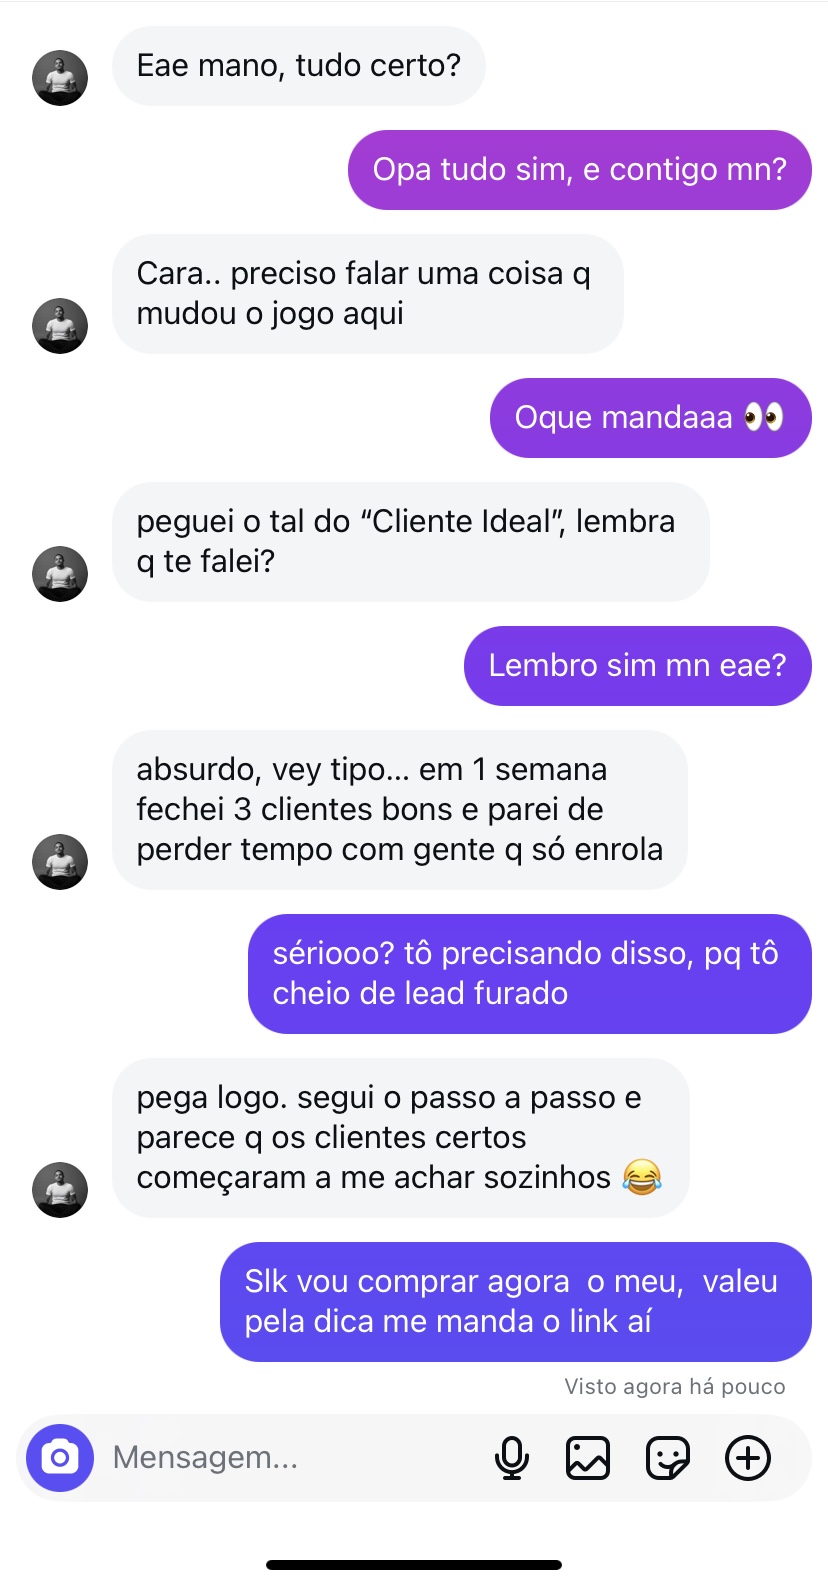 Eae mano, tudo certo?
Opa tudo sim, e contigo mn?
Cara.. preciso falar uma coisa q
mudou o jogo aqui
Oque mandaaa 👀
peguei o tal do “Cliente Ideal”, lembra
q te falei?
Lembro sim mn eae?
absurdo, vey tipo... em 1 semana
fechei 3 clientes bons e parei de
perder tempo com gente q só enrola
sériooo? tô precisando disso, pq tô
cheio de lead furado
pega logo. segui o passo a passo e
parece q os clientes certos
começaram a me achar sozinhos 😂
Slk vou comprar agora  o meu,  valeu
pela dica me manda o link aí
Visto agora há pouco
Mensagem...